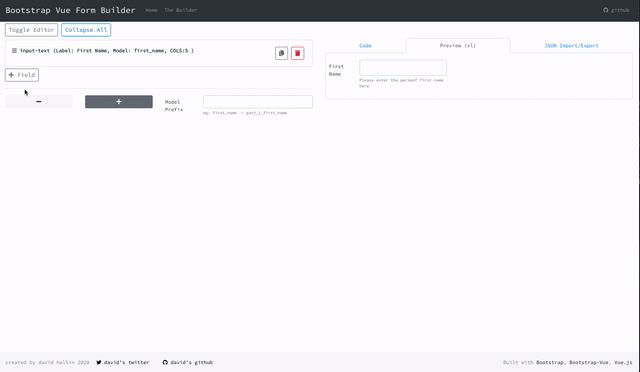 Bootstrap Vue Form Builder Home The Builder github
Toggle Editor Collapse All
input-text (Label: First Name, Model: first_name, COLS:5 )
+ Field
Code Preview (xl) JSON Import/Export
First
Name
Please enter the persons first name
here
− + Model
Prefix
eg: first_name -> part_1_first_name
created by david hallin 2020 david's twitter david's github Built with Bootstrap, Bootstrap-Vue, Vue.js